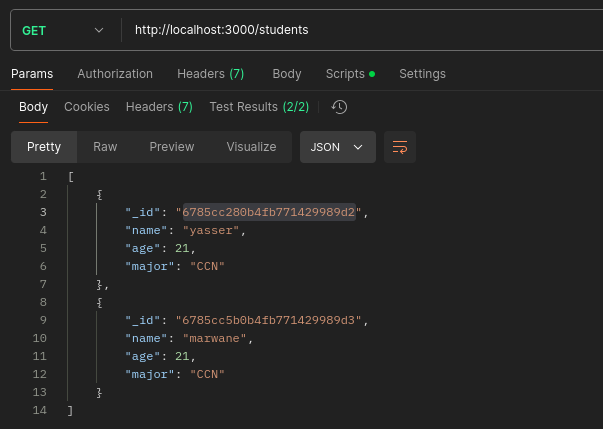 GET http://localhost:3000/students
Params Authorization Headers (7) Body Scripts Settings
Body Cookies Headers (7) Test Results (2/2)
Pretty Raw Preview Visualize JSON
1 [
2 {
3 "_id": "6785cc280b4fb771429989d2",
4 "name": "yasser",
5 "age": 21,
6 "major": "CCN"
7 },
8 {
9 "_id": "6785cc5b0b4fb771429989d3",
10 "name": "marwane",
11 "age": 21,
12 "major": "CCN"
13 }
14 ]